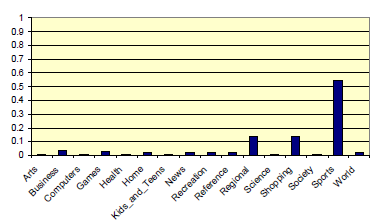 1
0.9
0.8
0.7
0.6
0.5
0.4
0.3
0.2
0.1
0
Arts
Business
Computers
Games
Health
Home
Kids_and_Teens
News
Recreation
Reference
Regional
Science
Shopping
Society
Sports
World